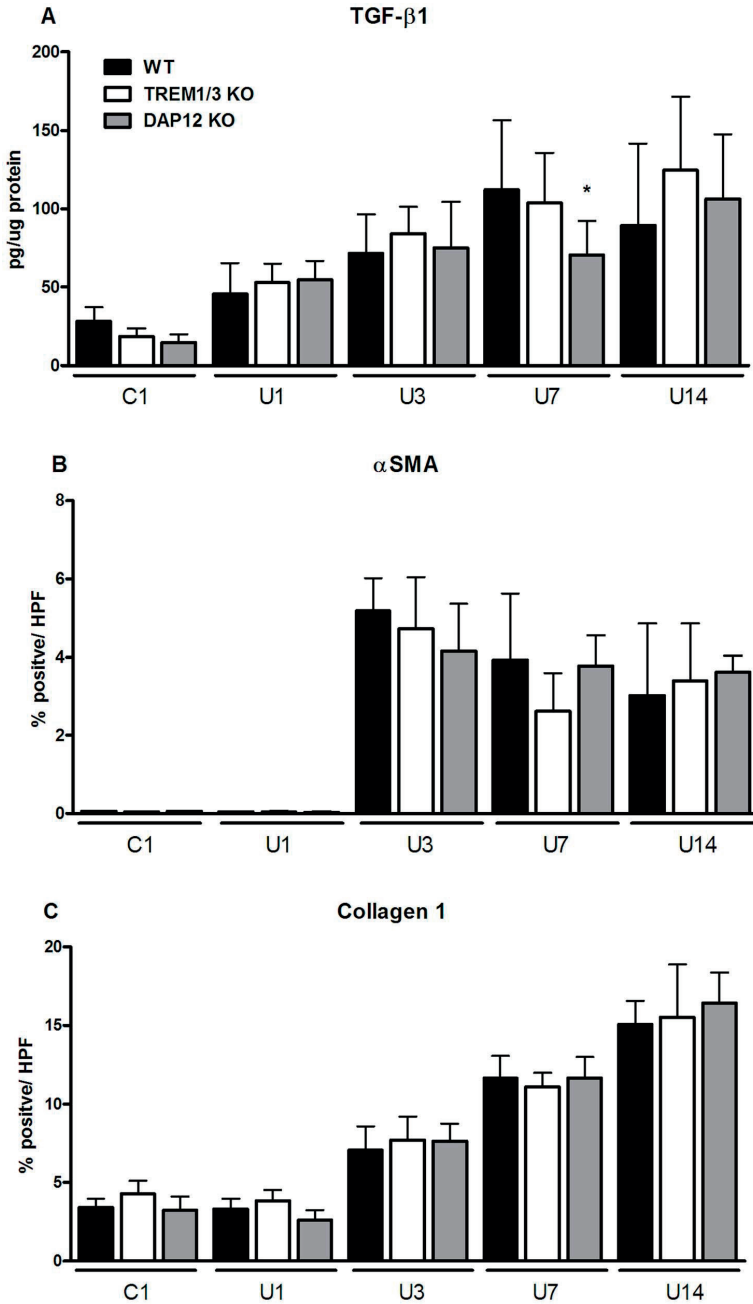 A
TGF-β1
200
150
100
50
0
pg/ug protein
WT
TREM1/3 KO
DAP12 KO
*
C1 U1 U3 U7 U14
B
αSMA
8
6
4
2
0
% positve/ HPF
C1 U1 U3 U7 U14
C
Collagen 1
20
15
10
5
0
% positve/ HPF
C1 U1 U3 U7 U14